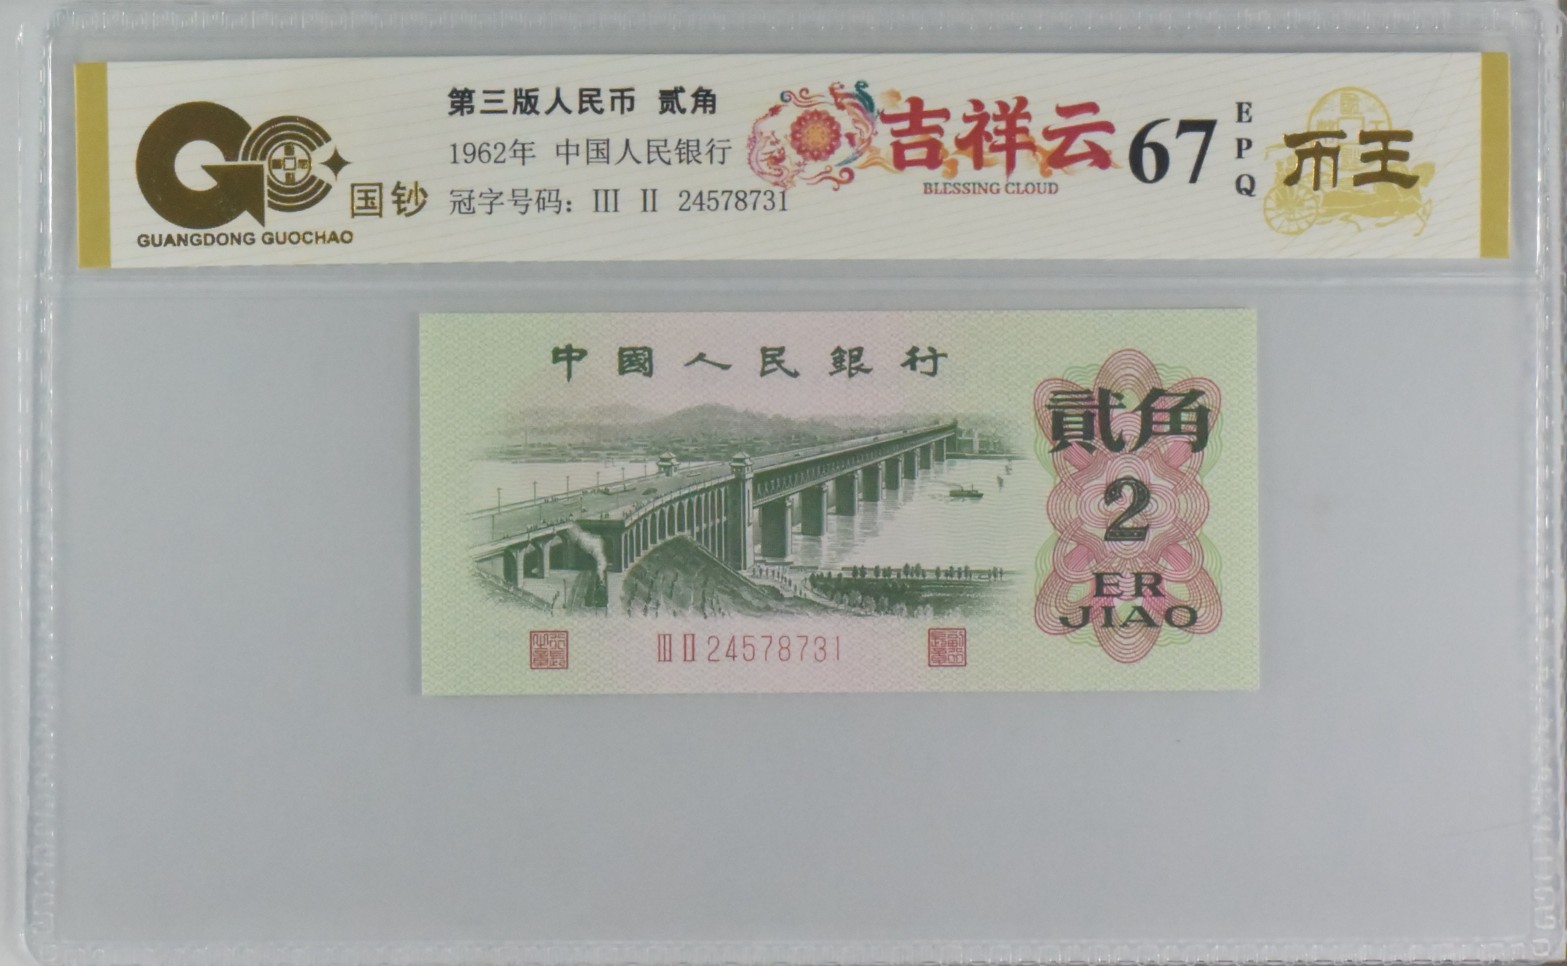 第三版人民币 贰角
1962年 中国人民银行
冠字号码：III II 24578731
国钞
GUANGDONG GUOCHAO
吉祥云
BLESSING CLOUD
67
EPQ
币王
中國人民銀行
貳角
2
ER
JIAO
III II 24578731